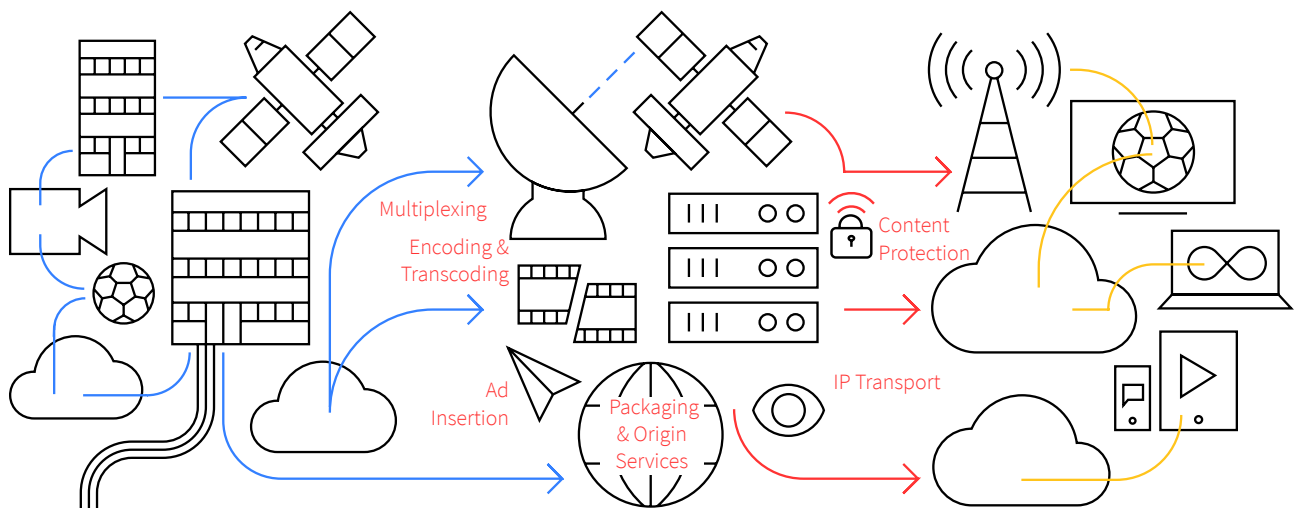 Multiplexing
Encoding &
Transcoding
Content
Protection
Ad
Insertion
Packaging
& Origin
Services
IP Transport